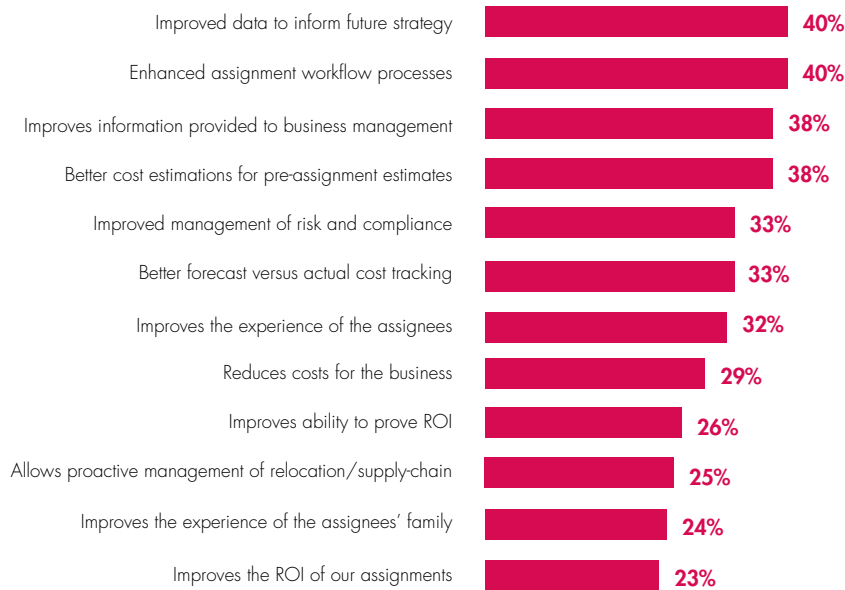 Improved data to inform future strategy 40%
Enhanced assignment workflow processes 40%
Improves information provided to business management 38%
Better cost estimations for pre-assignment estimates 38%
Improved management of risk and compliance 33%
Better forecast versus actual cost tracking 33%
Improves the experience of the assignees 32%
Reduces costs for the business 29%
Improves ability to prove ROI 26%
Allows proactive management of relocation/supply-chain 25%
Improves the experience of the assignees’ family 24%
Improves the ROI of our assignments 23%